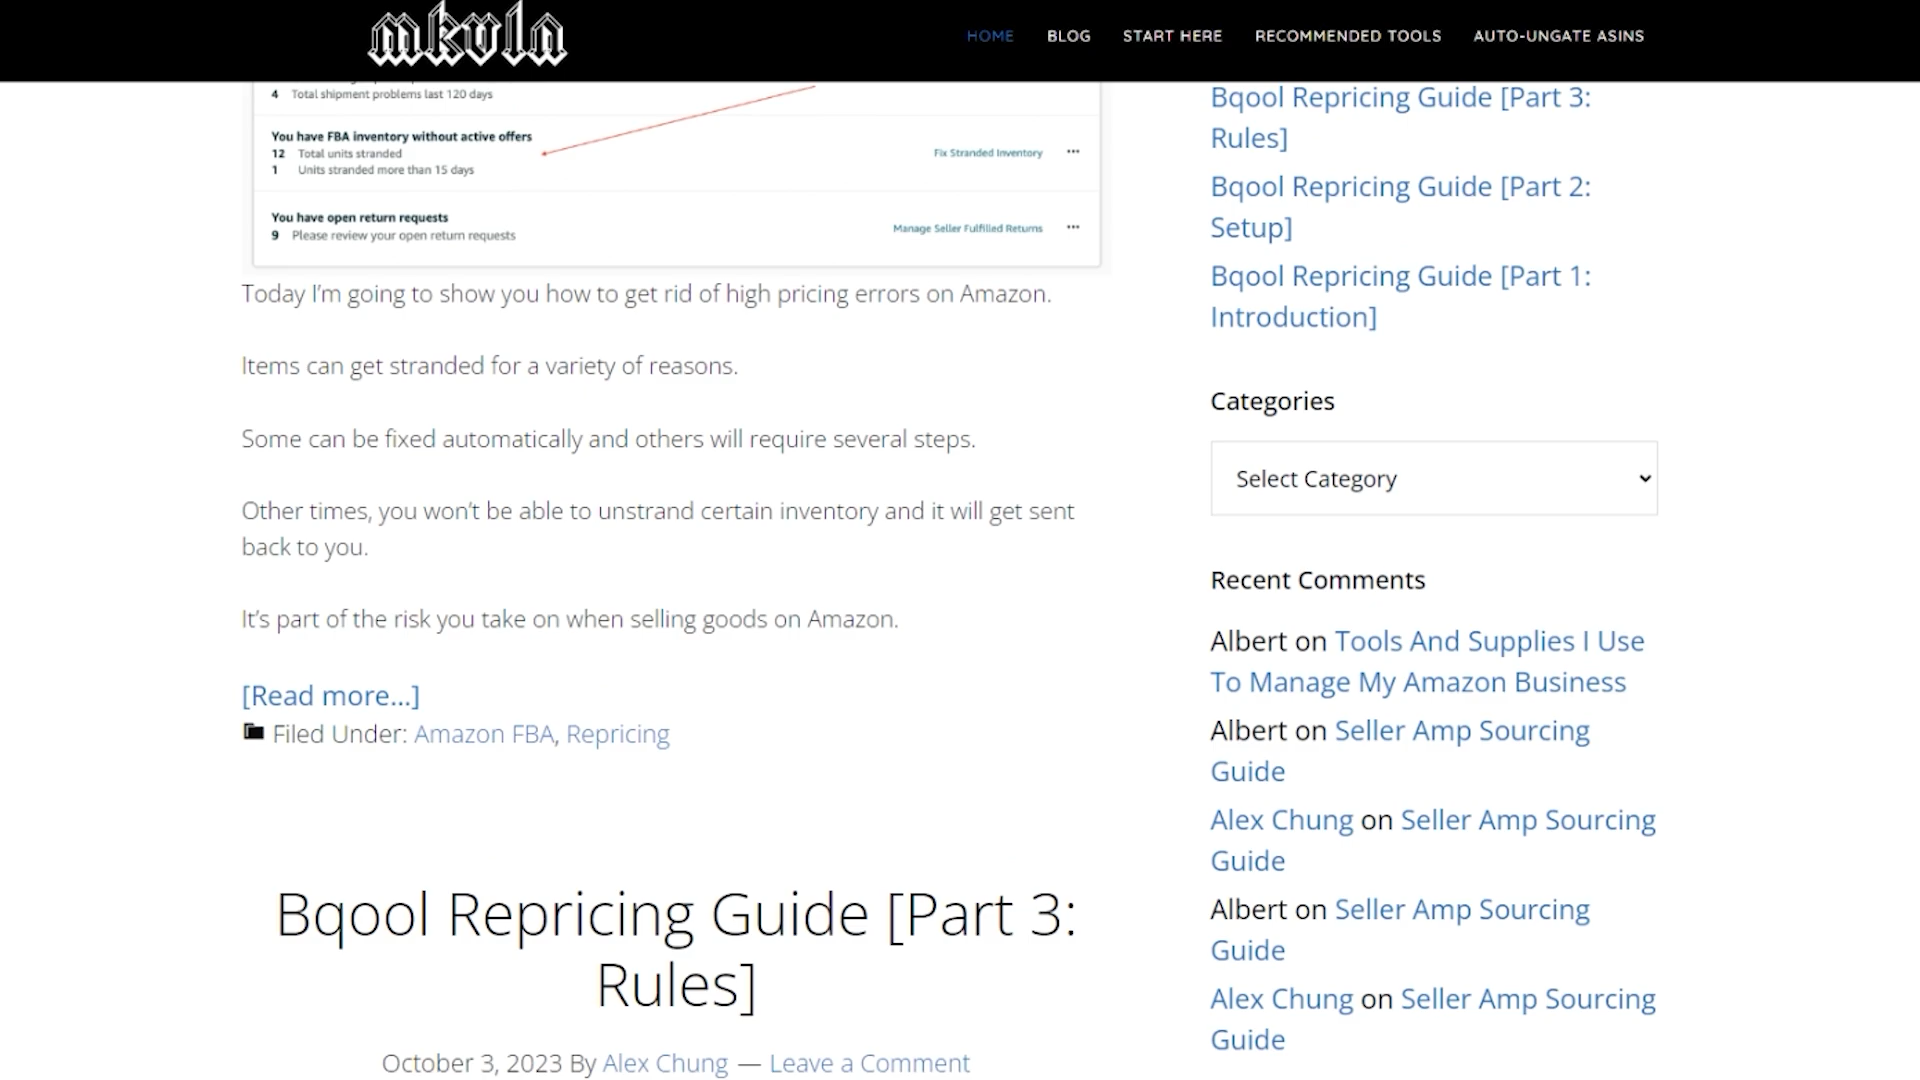 mkvln
HOME
BLOG
START HERE
RECOMMENDED TOOLS
AUTO-UNGATE ASINS
4 Total shipment problems last 120 days
You have FBA inventory without active offers
12 Total units stranded
1 Units stranded more than 15 days
Fix Stranded Inventory
You have open return requests
9 Please review your open return requests
Manage Seller Fulfilled Returns
Today I’m going to show you how to get rid of high pricing errors on Amazon.
Items can get stranded for a variety of reasons.
Some can be fixed automatically and others will require several steps.
Other times, you won’t be able to unstrand certain inventory and it will get sent
back to you.
It’s part of the risk you take on when selling goods on Amazon.
[Read more...]
Filed Under: Amazon FBA, Repricing
Bqool Repricing Guide [Part 3:
Rules]
October 3, 2023 By Alex Chung — Leave a Comment
Bqool Repricing Guide [Part 3:
Rules]
Bqool Repricing Guide [Part 2:
Setup]
Bqool Repricing Guide [Part 1:
Introduction]
Categories
Select Category
Recent Comments
Albert on Tools And Supplies I Use
To Manage My Amazon Business
Albert on Seller Amp Sourcing
Guide
Alex Chung on Seller Amp Sourcing
Guide
Albert on Seller Amp Sourcing
Guide
Alex Chung on Seller Amp Sourcing
Guide